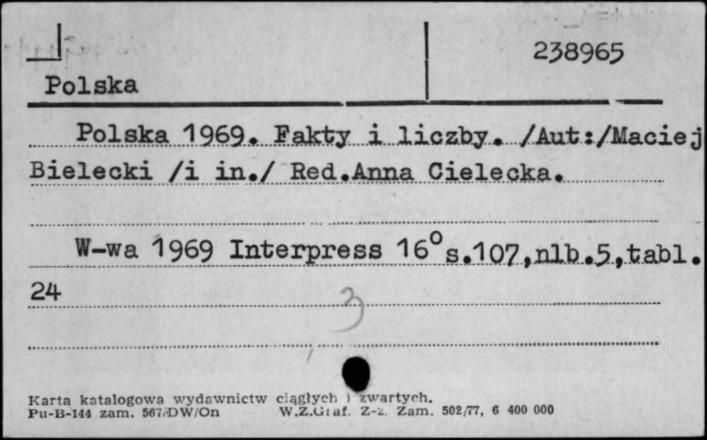 238965
Polska
Polska 1969. Fakty i liczby. /Aut:/Maciej
Bielecki /i in./ Red.Anna Cielecka.
W-wa 1969 Interpress 16° s.107,nlb.5,tabl.
24
3
Karta katalogowa wydawnictw ciągłych i zwartych.
Pu-B-144 zam. 567/DW/On W.Z.Graf. Z-z. Zam. 502/77, 6 400 000